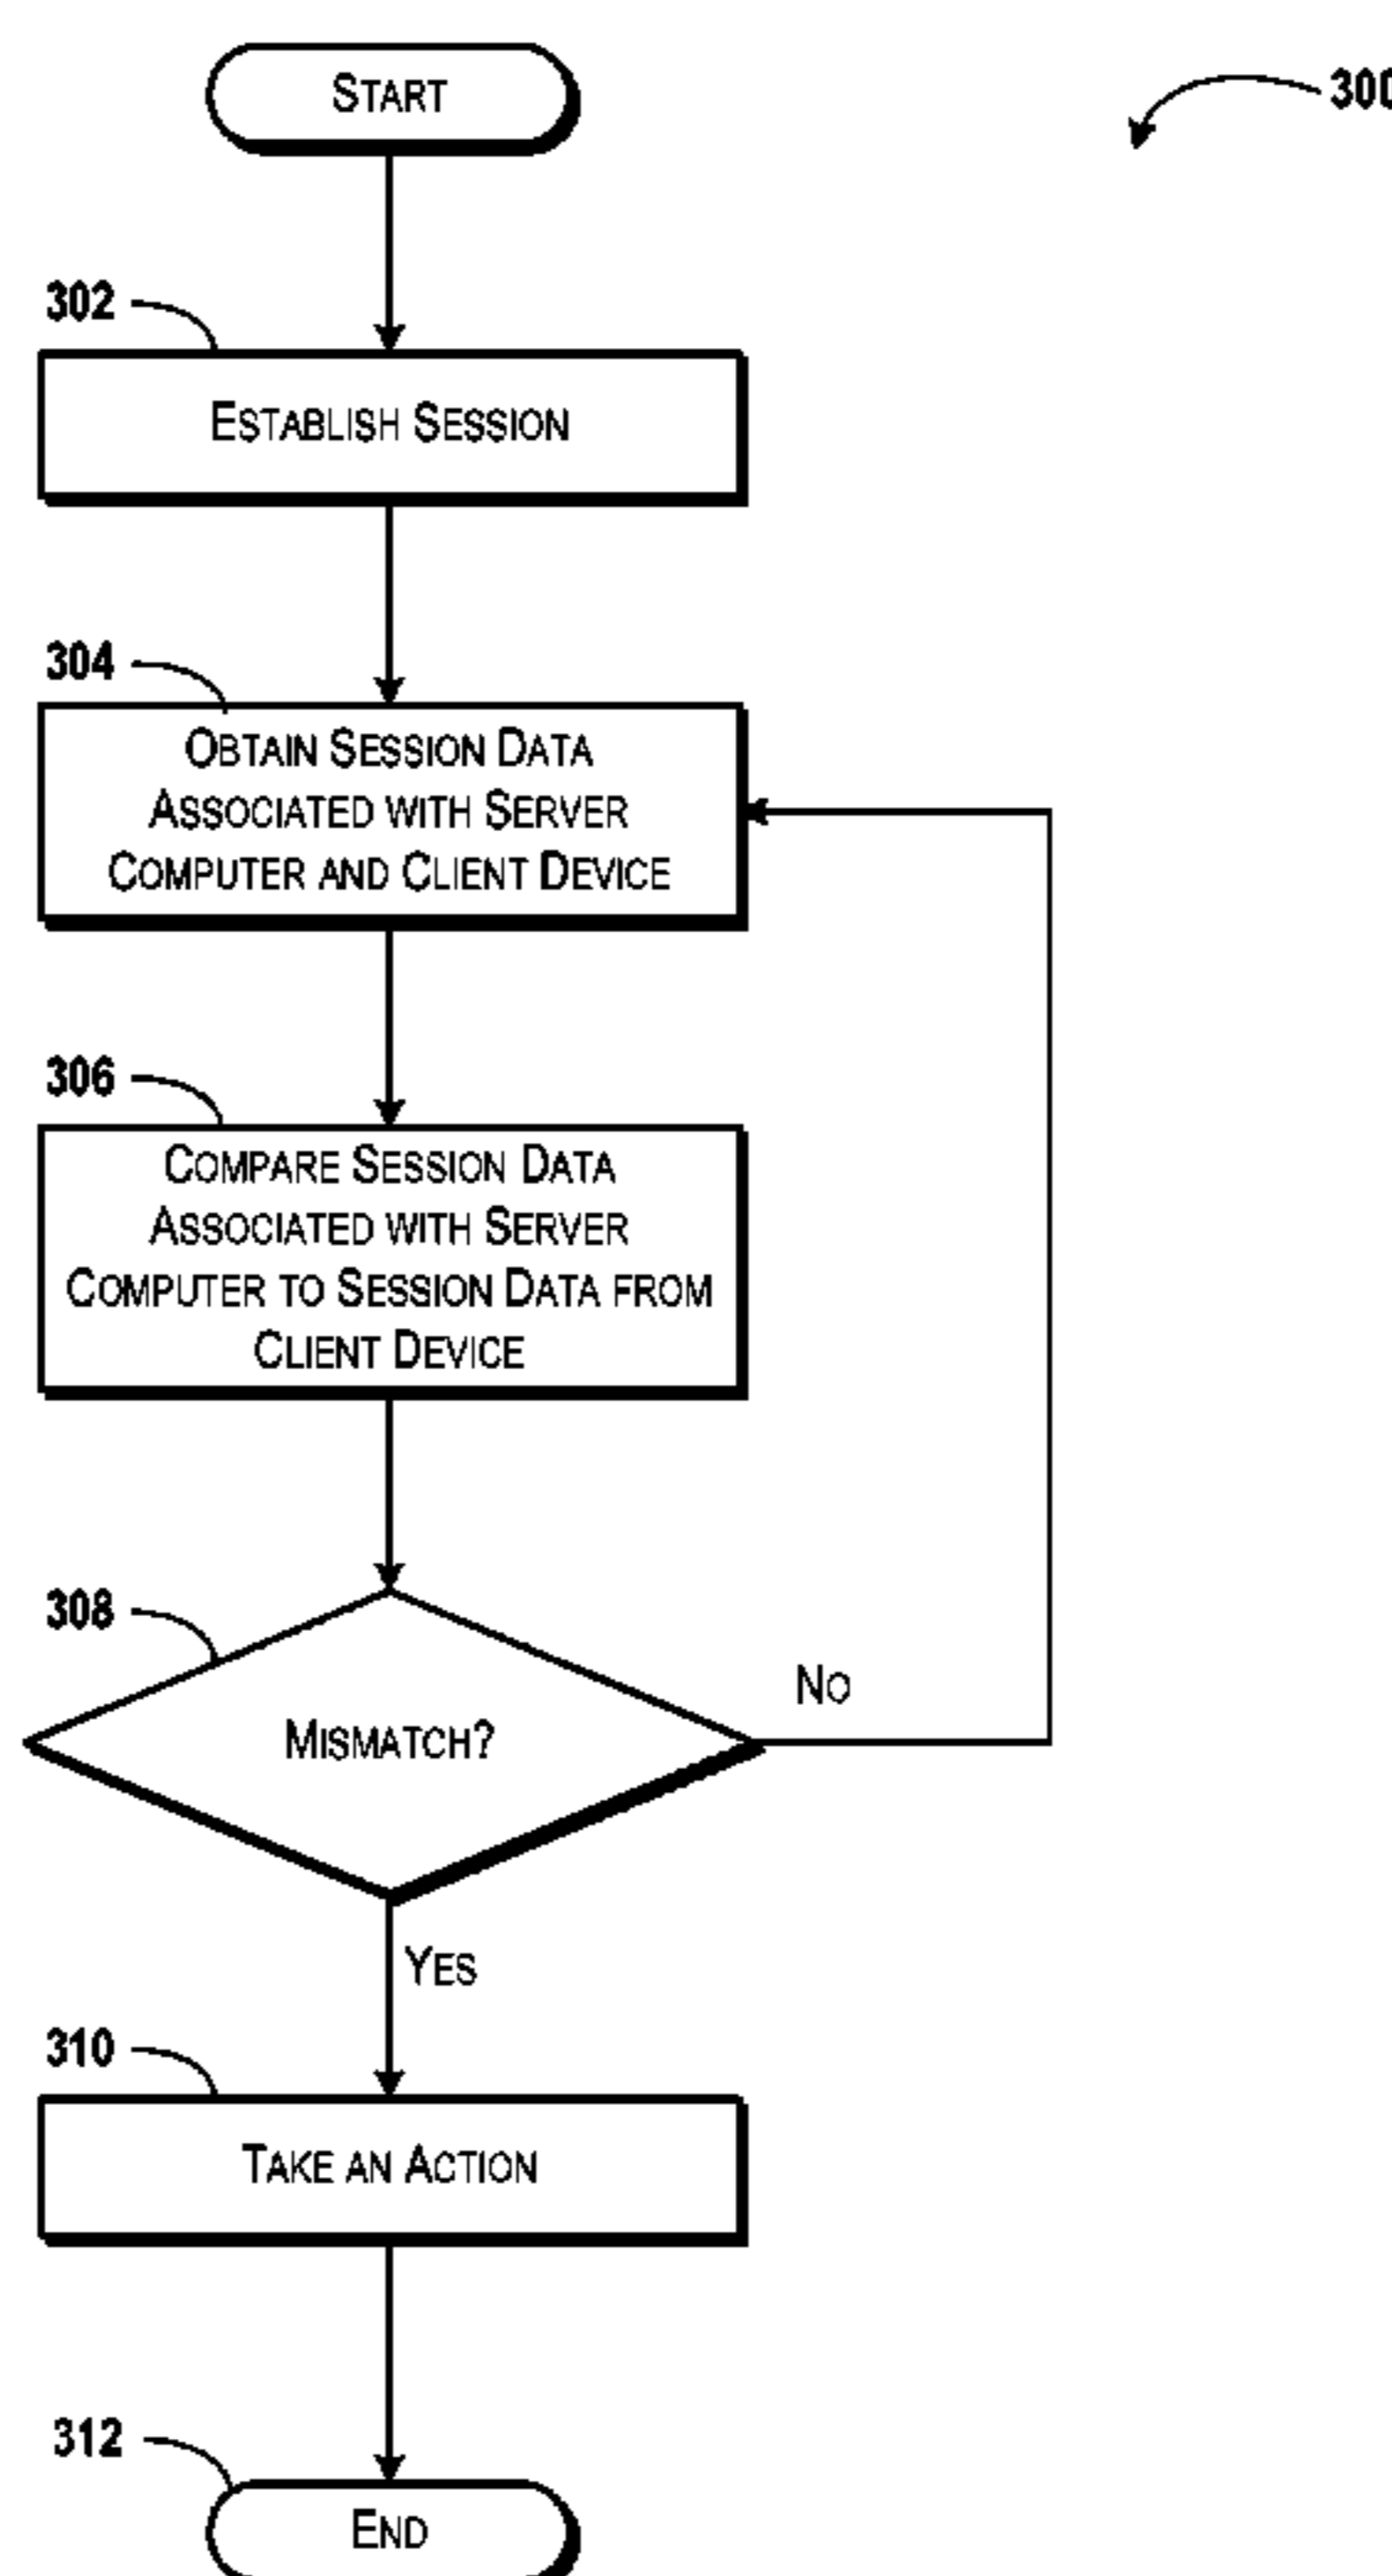 START
300
302
ESTABLISH SESSION
304
OBTAIN SESSION DATA
ASSOCIATED WITH SERVER
COMPUTER AND CLIENT DEVICE
306
COMPARE SESSION DATA
ASSOCIATED WITH SERVER
COMPUTER TO SESSION DATA FROM
CLIENT DEVICE
308
MISMATCH?
NO
YES
310
TAKE AN ACTION
312
END